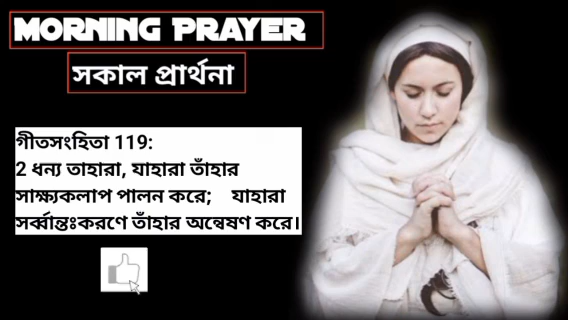 MORNING PRAYER
সকাল প্রার্থনা
গীতসংহিতা 119:
2 ধন্য তাহারা, যাহারা তাঁহার
সাক্ষ্যকলাপ পালন করে; যাহারা
সর্ব্বান্তঃকরণে তাঁহার অন্বেষণ করে।